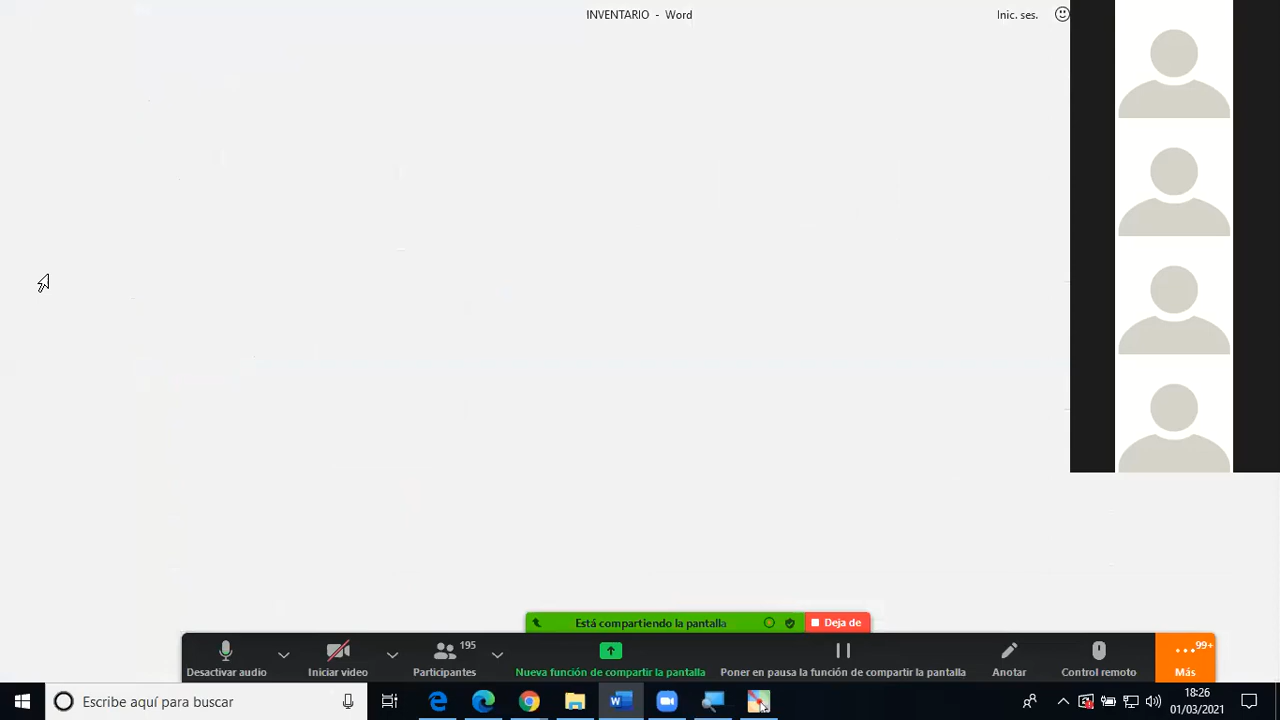 INVENTARIO - Word
Inic. ses.
Está compartiendo la pantalla
Deja de
Desactivar audio
Iniciar video
195
Participantes
Nueva función de compartir la pantalla
Poner en pausa la función de compartir la pantalla
Anotar
Control remoto
99+
Más
Escribe aquí para buscar
18:26
01/03/2021